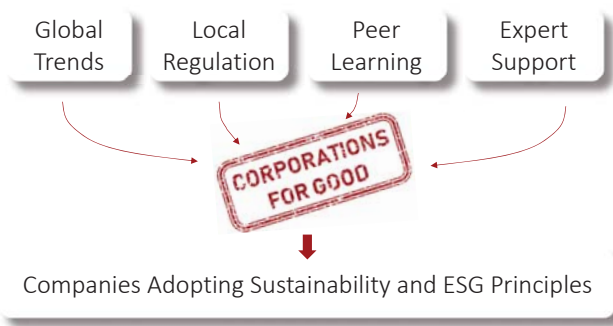 Global
Trends
Local
Regulation
Peer
Learning
Expert
Support
CORPORATIONS
FOR GOOD
Companies Adopting Sustainability and ESG Principles